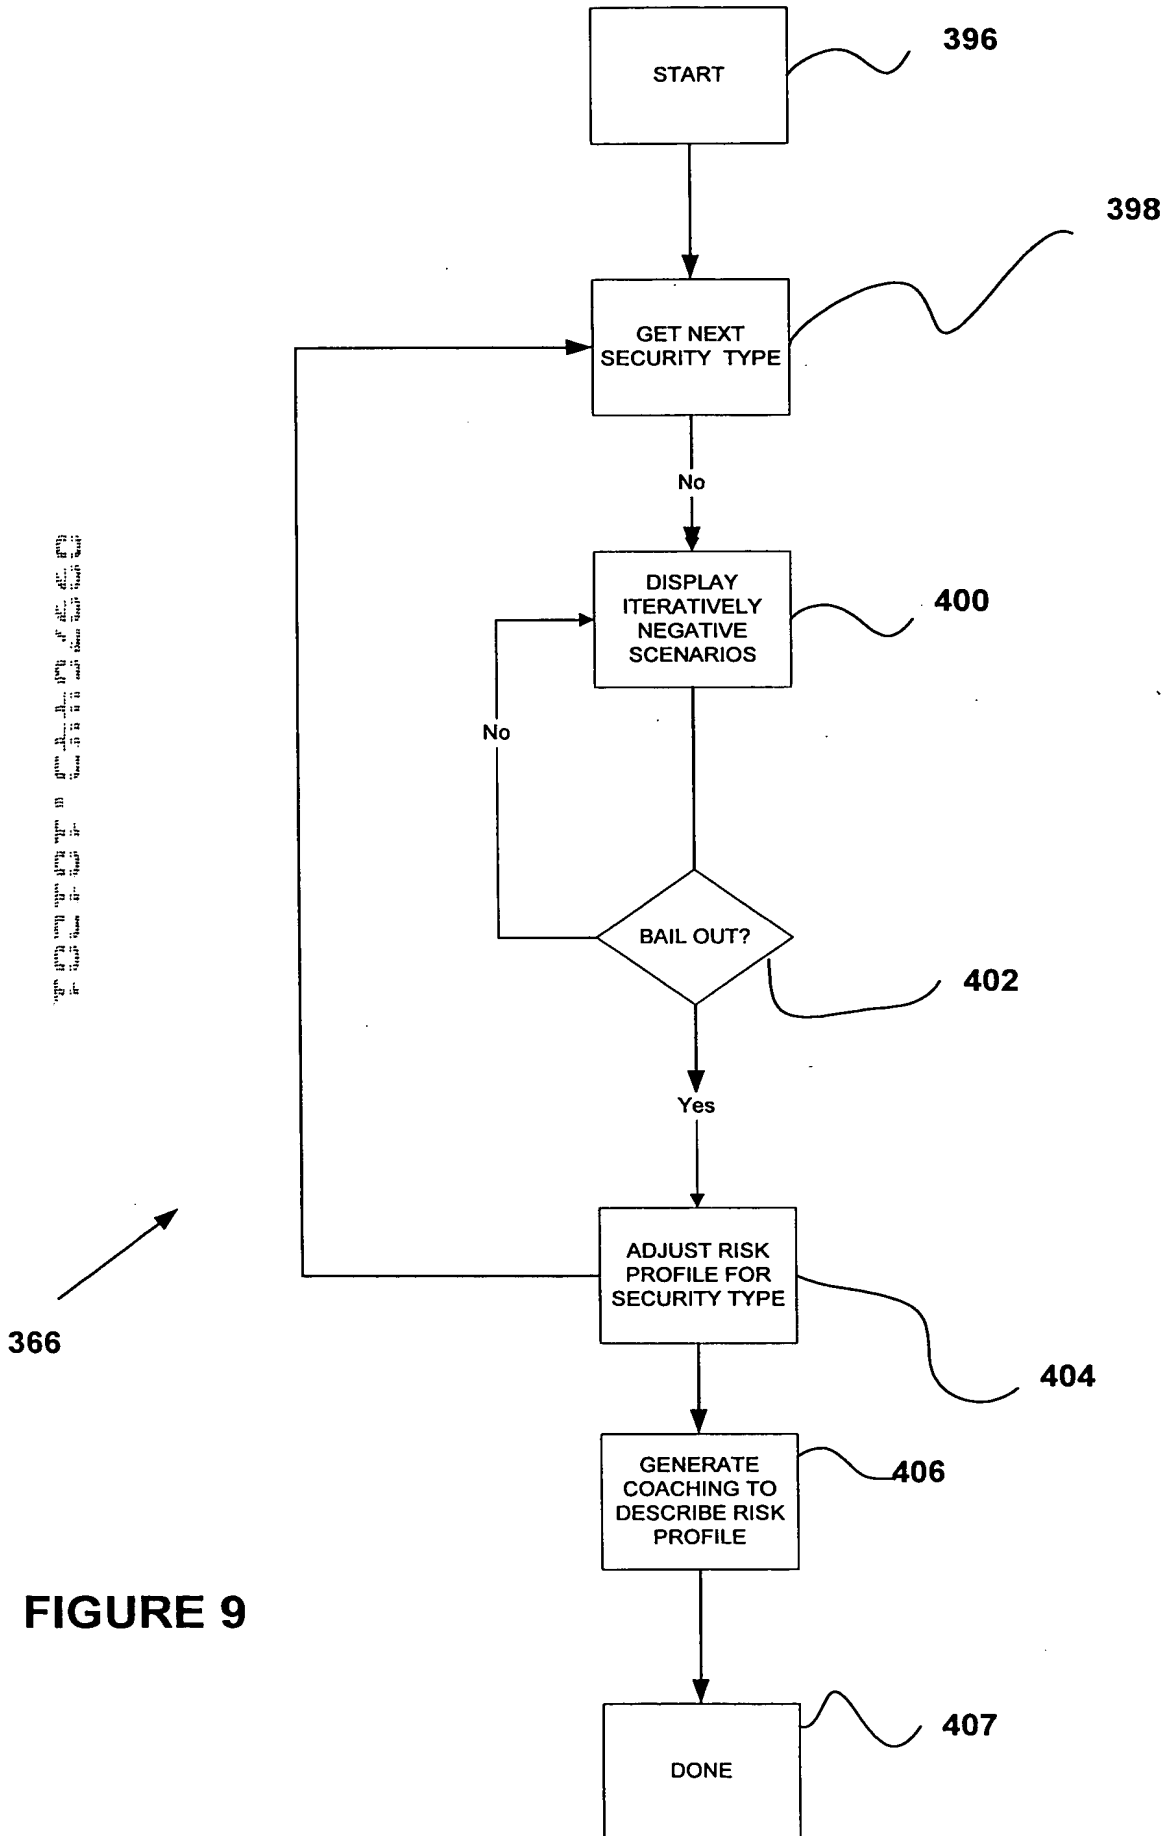 START
396
398
GET NEXT
SECURITY TYPE
No
DISPLAY
ITERATIVELY
NEGATIVE
SCENARIOS
400
No
BAIL OUT?
402
Yes
ADJUST RISK
PROFILE FOR
SECURITY TYPE
366
404
GENERATE
COACHING TO
DESCRIBE RISK
PROFILE
406
FIGURE 9
407
DONE